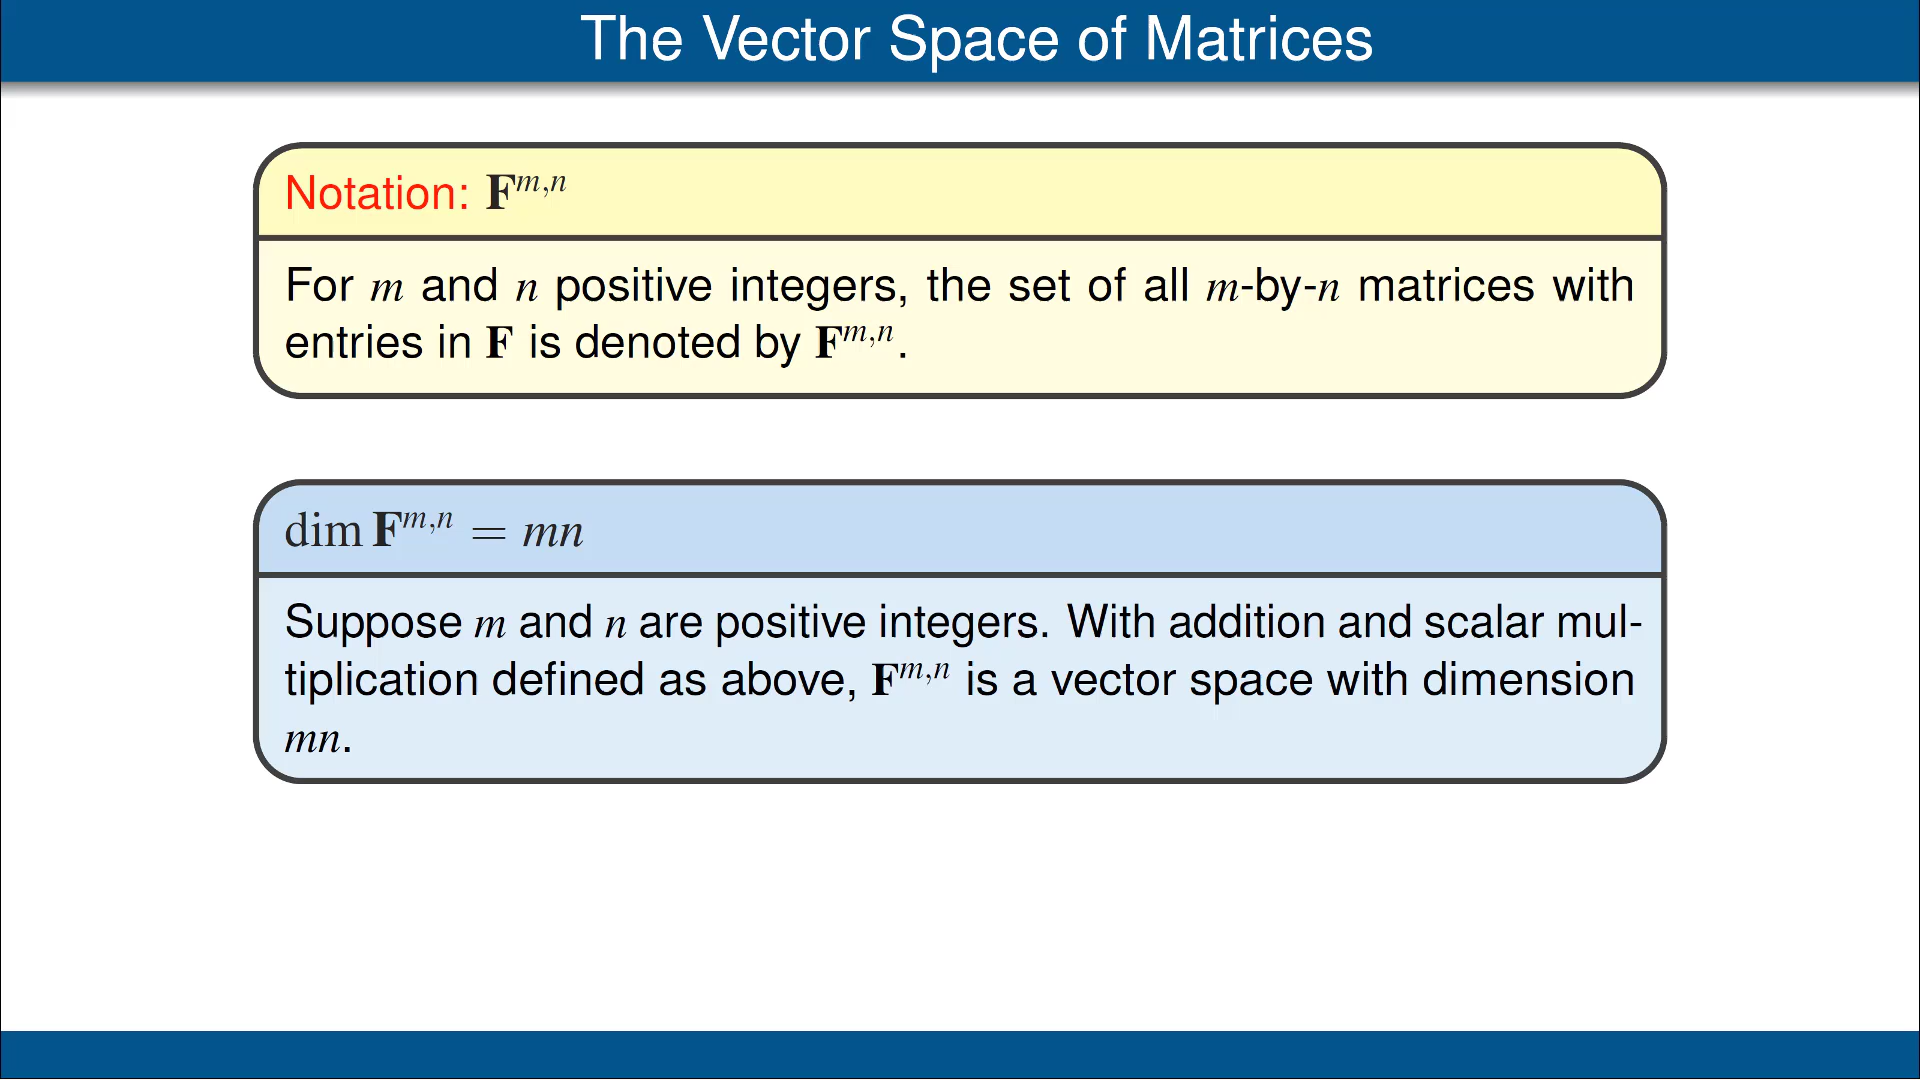 The Vector Space of Matrices
Notation: F^{m,n}
For m and n positive integers, the set of all m-by-n matrices with
entries in F is denoted by F^{m,n}.
dim F^{m,n} = mn
Suppose m and n are positive integers. With addition and scalar mul-
tiplication defined as above, F^{m,n} is a vector space with dimension
mn.